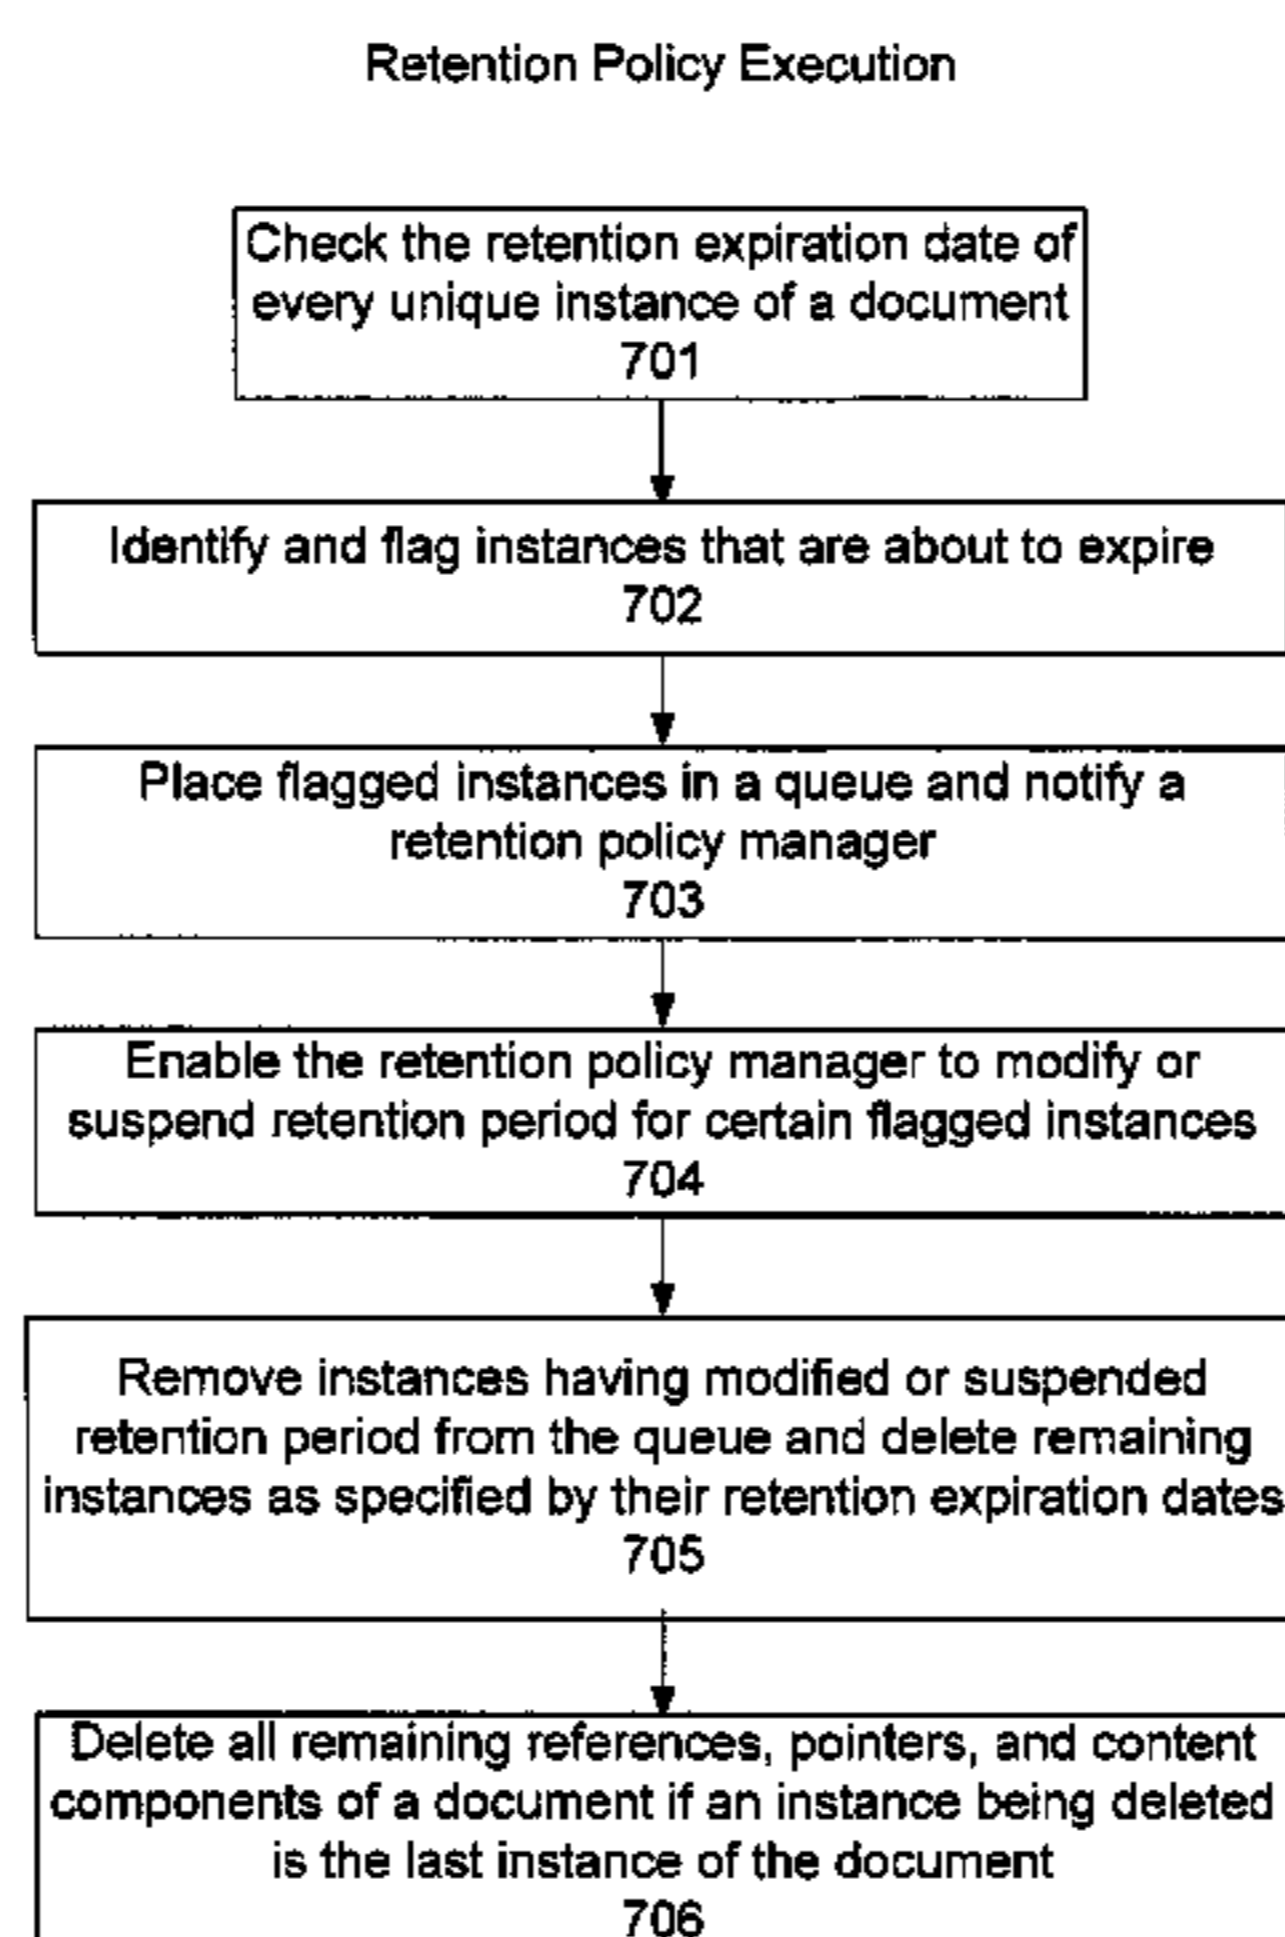 Retention Policy Execution
Check the retention expiration date of
every unique instance of a document
701
Identify and flag instances that are about to expire
702
Place flagged instances in a queue and notify a
retention policy manager
703
Enable the retention policy manager to modify or
suspend retention period for certain flagged instances
704
Remove instances having modified or suspended
retention period from the queue and delete remaining
instances as specified by their retention expiration dates
705
Delete all remaining references, pointers, and content
components of a document if an instance being deleted
is the last instance of the document
706